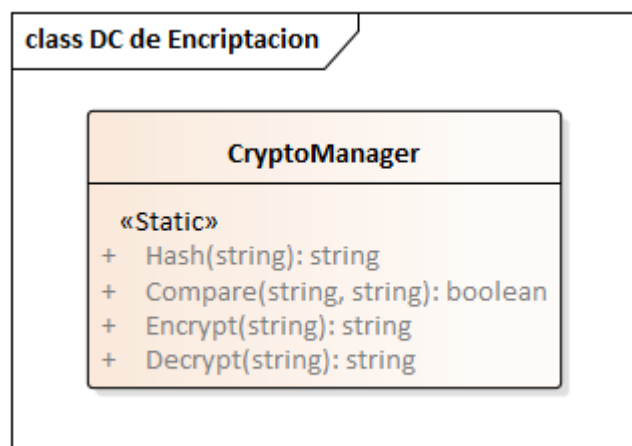 class DC de Encriptacion
CryptoManager
«Static»
+ Hash(string): string
+ Compare(string, string): boolean
+ Encrypt(string): string
+ Decrypt(string): string